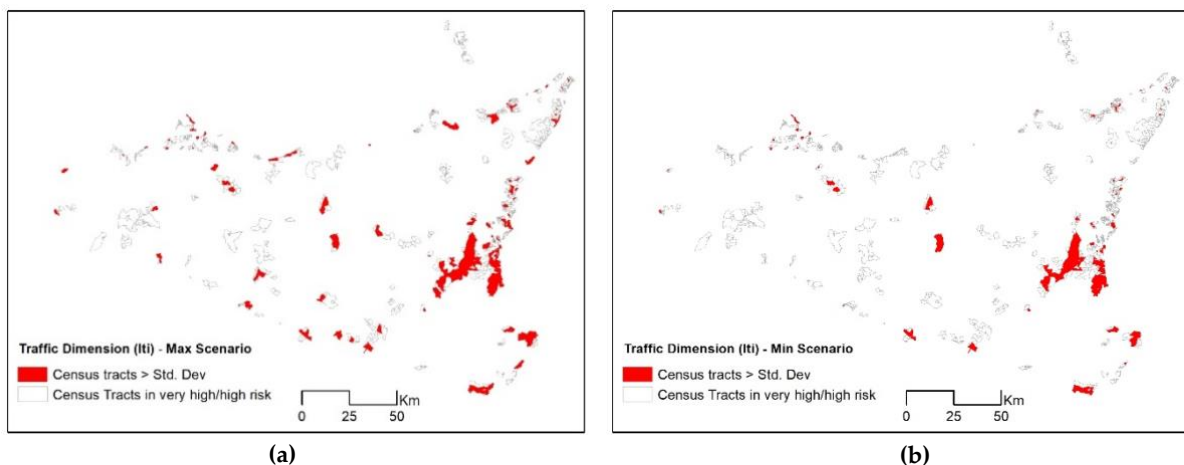 Traffic Dimension (Iti) - Max Scenario
Census tracts > Std. Dev
Census Tracts in very high/high risk
Km
0 25 50
(a)
Traffic Dimension (Iti) - Min Scenario
Census tracts > Std. Dev
Census Tracts in very high/high risk
Km
0 25 50
(b)